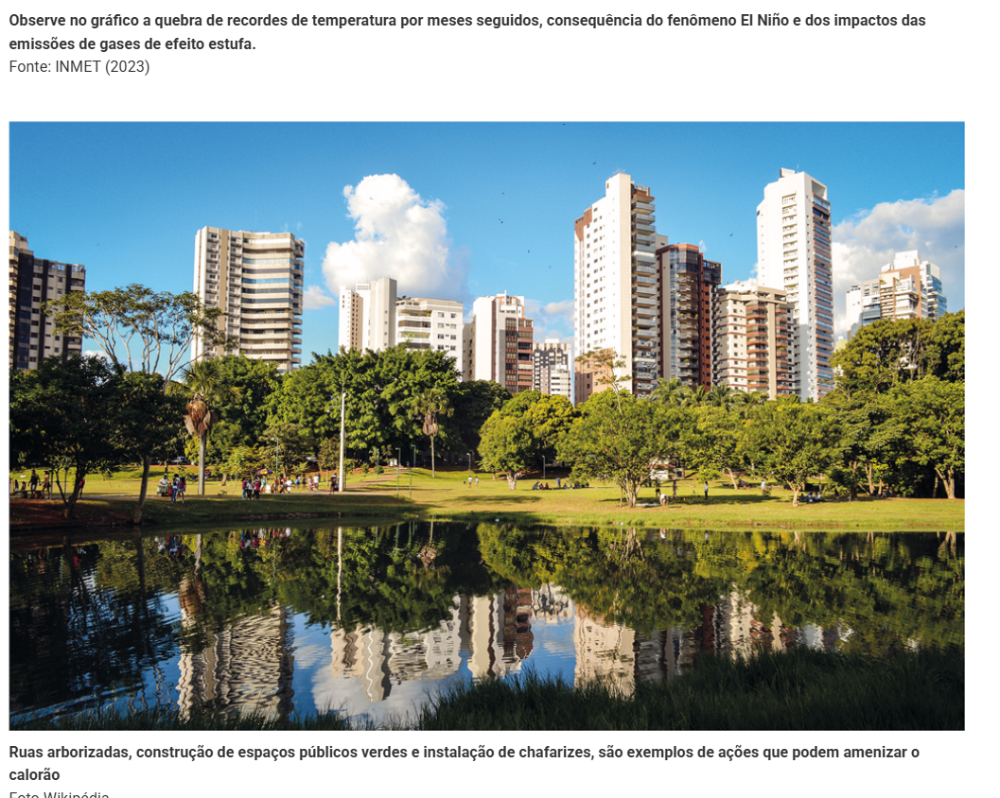 Observe no gráfico a quebra de recordes de temperatura por meses seguidos, consequência do fenômeno El Niño e dos impactos das
emissões de gases de efeito estufa.
Fonte: INMET (2023)
Ruas arborizadas, construção de espaços públicos verdes e instalação de chafarizes, são exemplos de ações que podem amenizar o
calorão
Foto Wikipédia